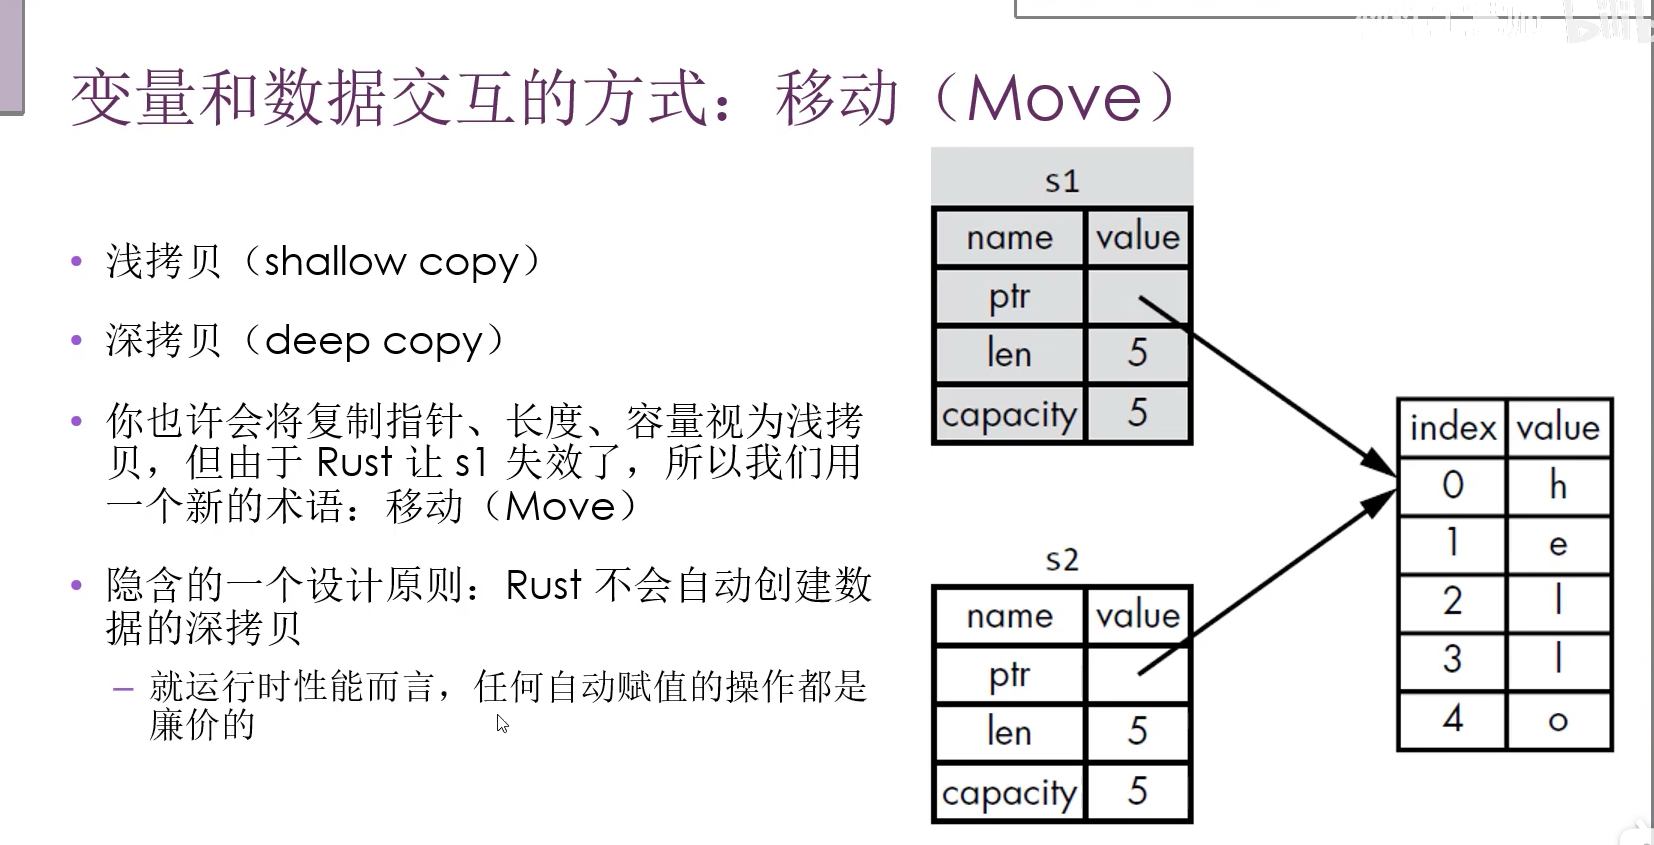 变量和数据交互的方式：移动（Move）
• 浅拷贝（shallow copy）
• 深拷贝（deep copy）
• 你也许会将复制指针、长度、容量视为浅拷
贝，但由于 Rust 让 s1 失效了，所以我们用
一个新的术语：移动（Move）
• 隐含的一个设计原则：Rust 不会自动创建数
据的深拷贝
– 就运行时性能而言，任何自动赋值的操作都是
廉价的
s1
name value
ptr
len 5
capacity 5
s2
name value
ptr
len 5
capacity 5
index value
0 h
1 e
2 l
3 l
4 o